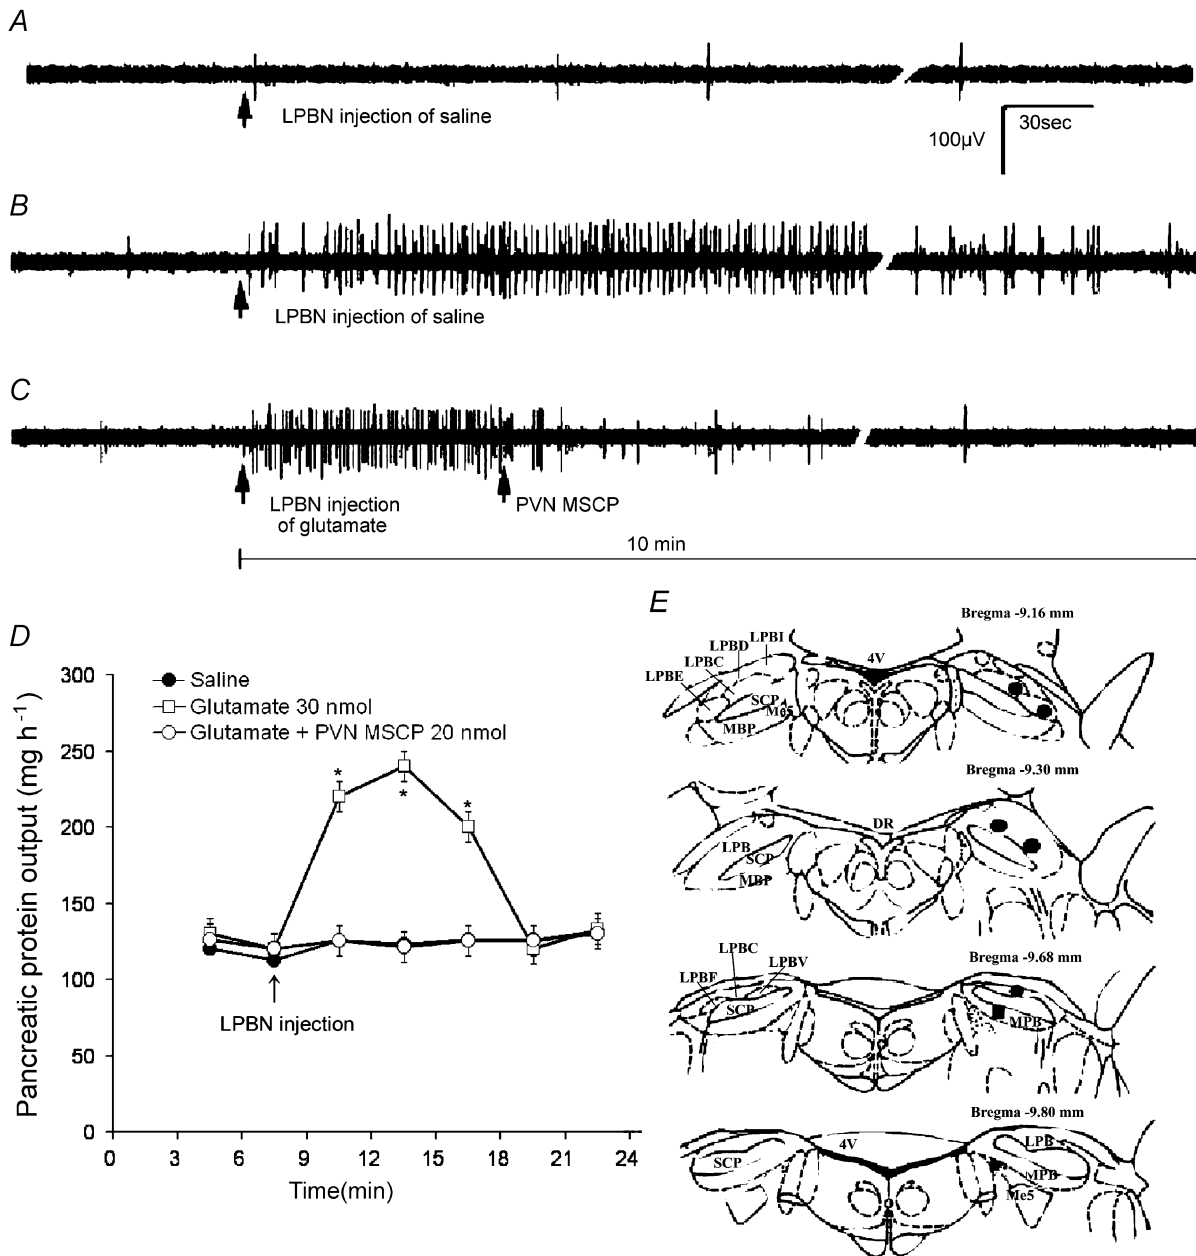 A
LPBN injection of saline
100µV
30sec
B
LPBN injection of saline
C
LPBN injection
of glutamate
PVN MSCP
10 min
D
Pancreatic protein output (mg h⁻¹)
300
250
200
150
100
50
0
Saline
Glutamate 30 nmol
Glutamate + PVN MSCP 20 nmol
*
*
*
LPBN injection
0 3 6 9 12 15 18 21 24
Time(min)
E
Bregma -9.16 mm
LPBI
LPBD
LPBC
LPBE
4V
SCP
Me5
MBP
Bregma -9.30 mm
DR
LPB
SCP
MBP
Bregma -9.68 mm
LPBC
LPBV
SCP
MPB
Bregma -9.80 mm
4V
LPB
SCP
MPB
Me5